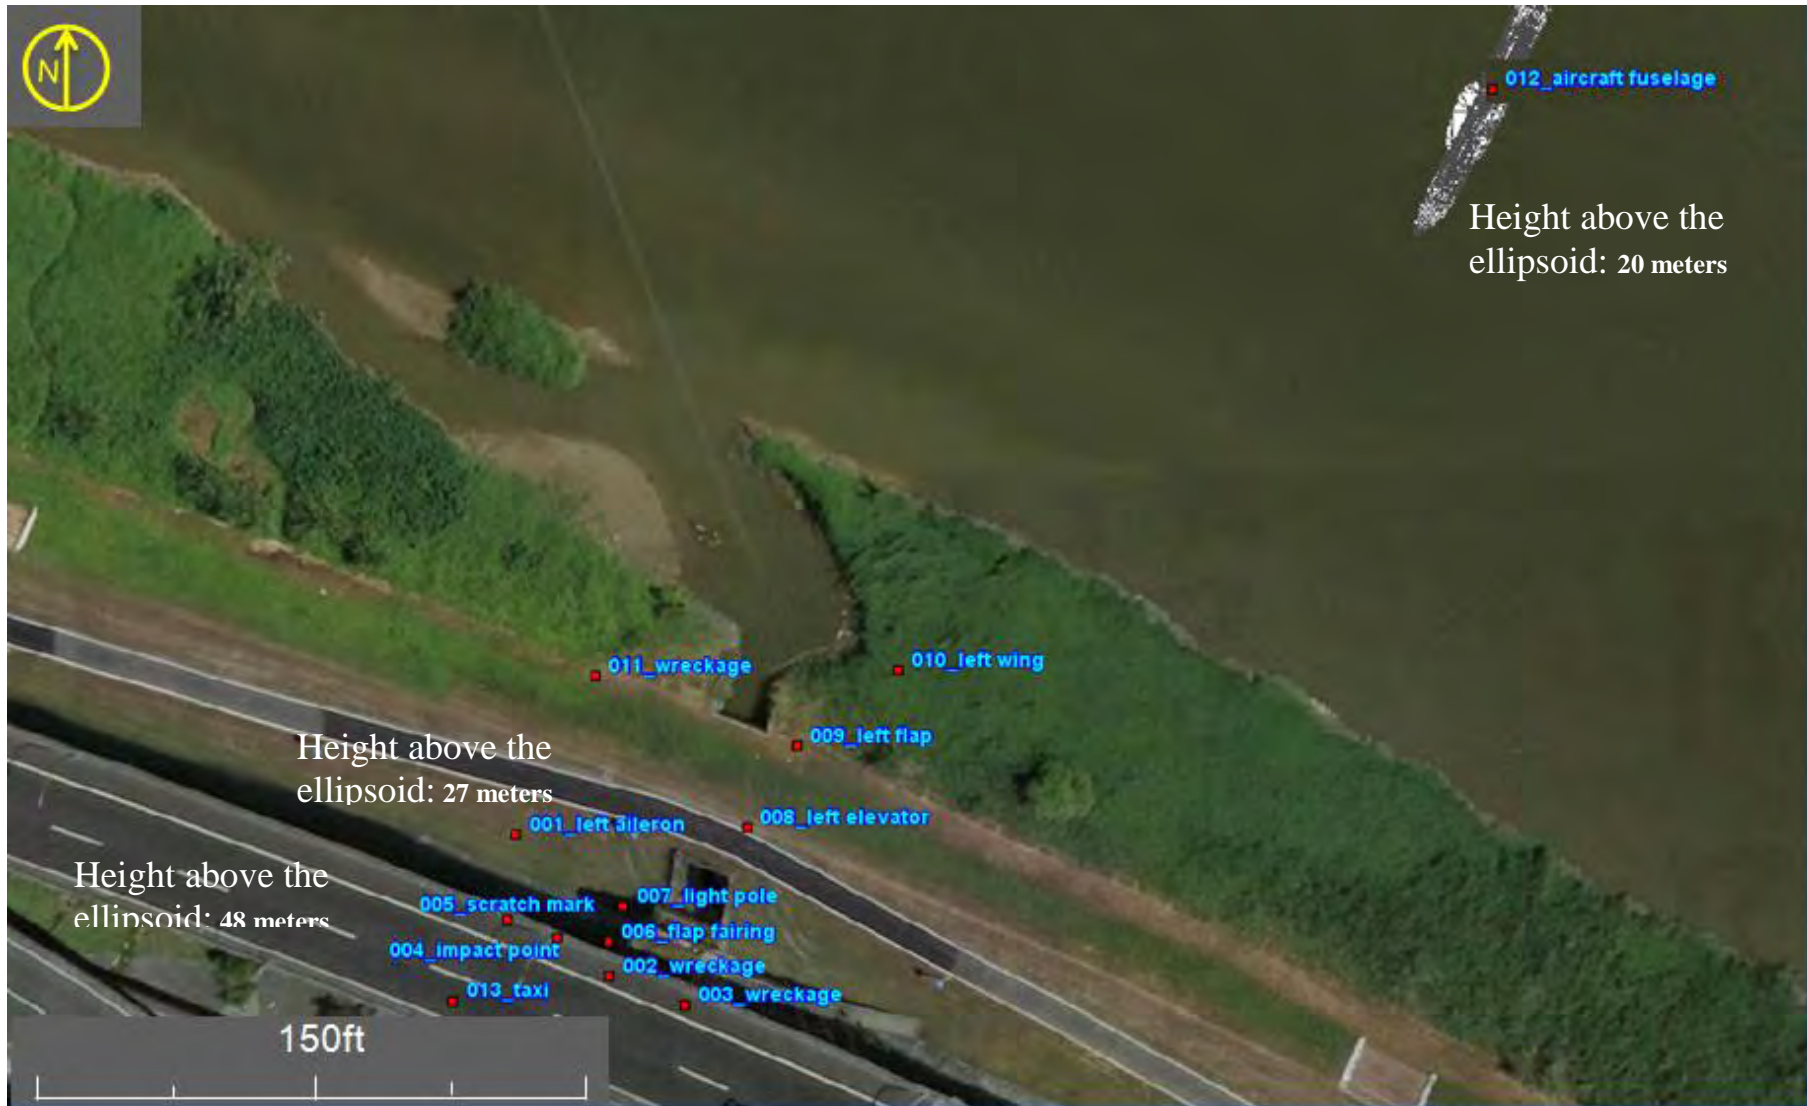 N
012_aircraft fuselage
Height above the
ellipsoid: 20 meters
011_wreckage
010_left wing
009_left flap
Height above the
ellipsoid: 27 meters
001_left aileron
008_left elevator
Height above the
ellipsoid: 48 meters
007_light pole
005_scratch mark
006_flap fairing
004_impact point
002_wreckage
013_taxi
003_wreckage
150ft